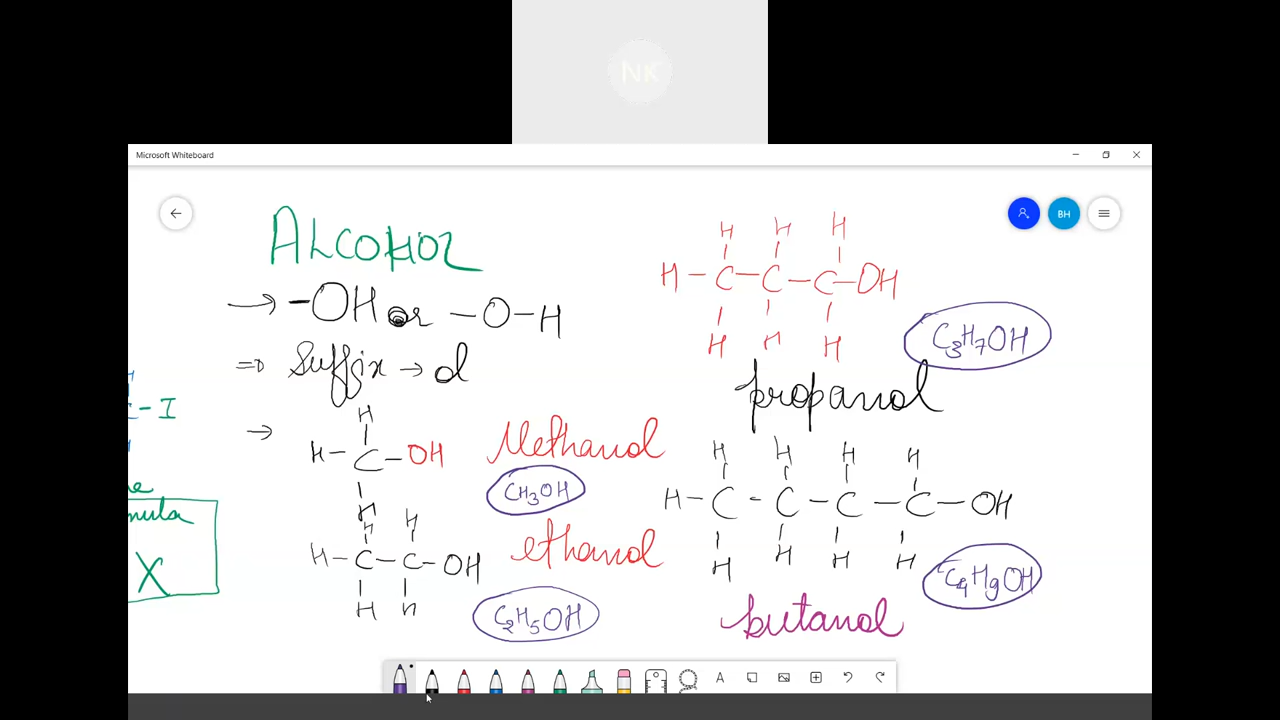 NK
Microsoft Whiteboard
BH
ALCOHOL
→ -OH or -O-H
⇒ Suffix → ol
→
H
H-C-OH
H
Methanol
CH3OH
H H
H-C-C-OH
H H
ethanol
C2H5OH
H H H
H-C-C-C-OH
H H H
C3H7OH
propanol
H H H H
H-C-C-C-C-OH
H H H H
C4H9OH
butanol
C-I
X
A